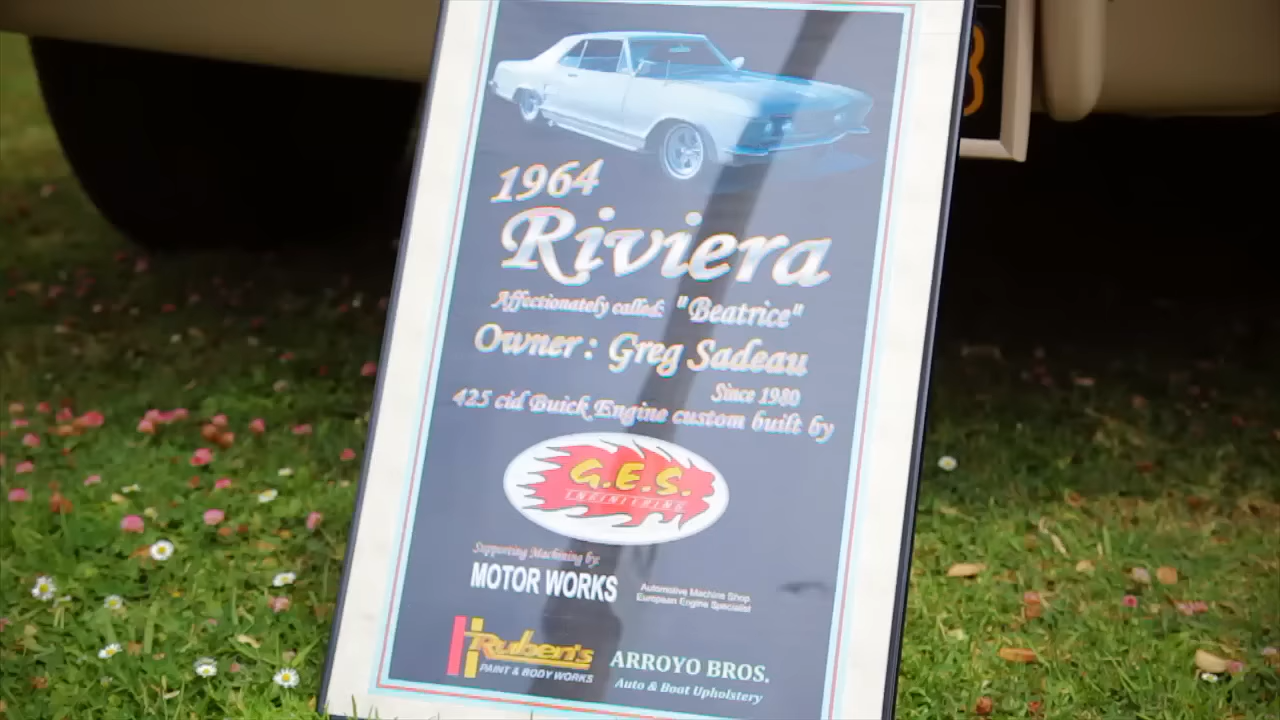 1964
Riviera
Affectionately called: "Beatrice"
Owner: Greg Sadeau
Since 1980
425 cid Buick Engine custom built by
G.E.S.
ENGINEERING
Supporting Machining by:
MOTOR WORKS
Automotive Machine Shop
European Engine Specialist
Ruben's
PAINT & BODY WORKS
ARROYO BROS.
Auto & Boat Upholstery